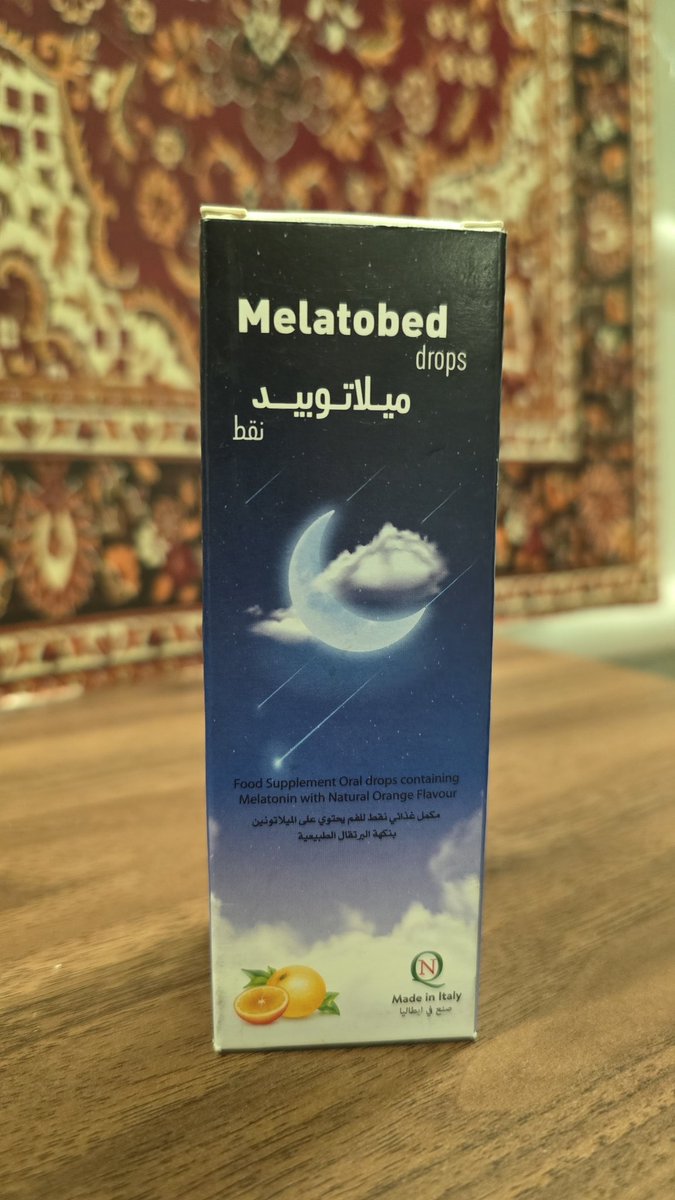 Melatobed
drops
ميلاتوبيد
نقط
Food Supplement Oral drops containing
Melatonin with Natural Orange Flavour
مكمل غذائي نقط للفم يحتوي على الميلاتونين
بنكهة البرتقال الطبيعية
QN
Made in Italy
صنع في ايطاليا